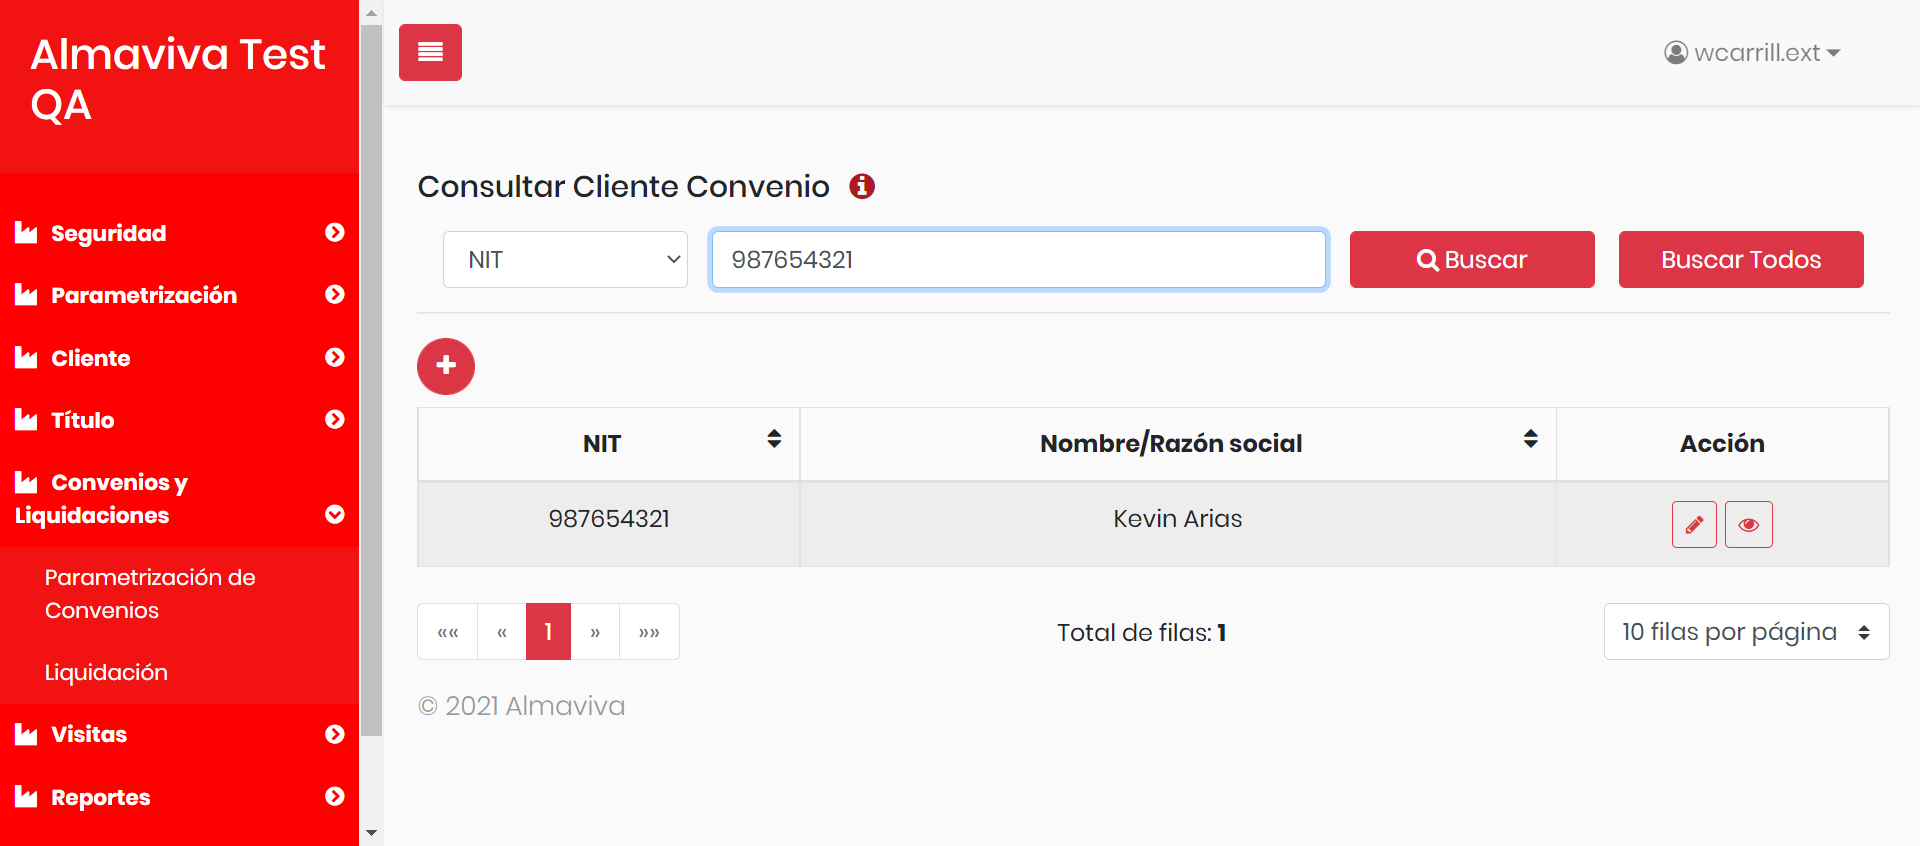 Almaviva Test
QA
wcarrill.ext
Seguridad
Parametrización
Cliente
Título
Convenios y
Liquidaciones
Parametrización de
Convenios
Liquidación
Visitas
Reportes
Consultar Cliente Convenio
NIT
987654321
Buscar
Buscar Todos
NIT
Nombre/Razón social
Acción
987654321
Kevin Arias
«« « 1 » »»
Total de filas: 1
10 filas por página
© 2021 Almaviva